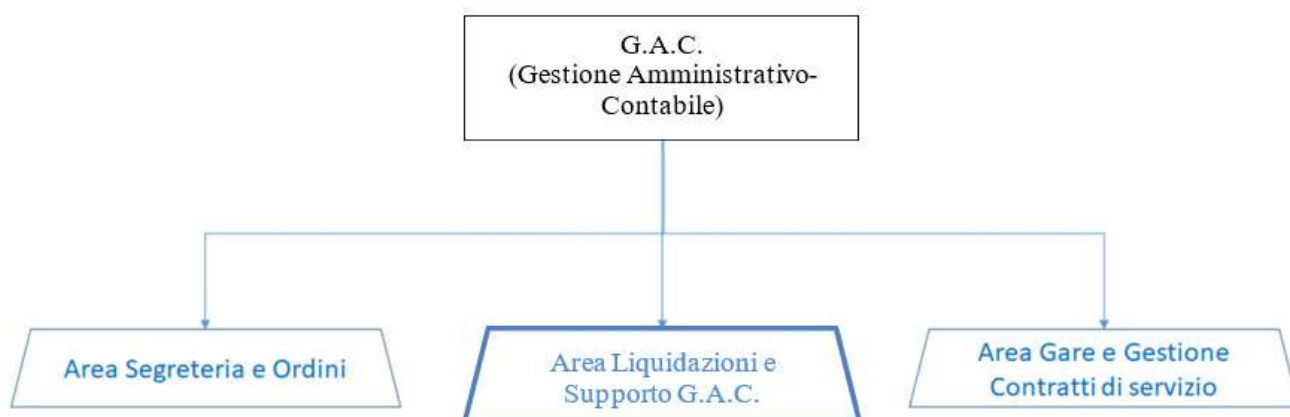 G.A.C.
(Gestione Amministrativo-
Contabile)
Area Segreteria e Ordini
Area Liquidazioni e
Supporto G.A.C.
Area Gare e Gestione
Contratti di servizio